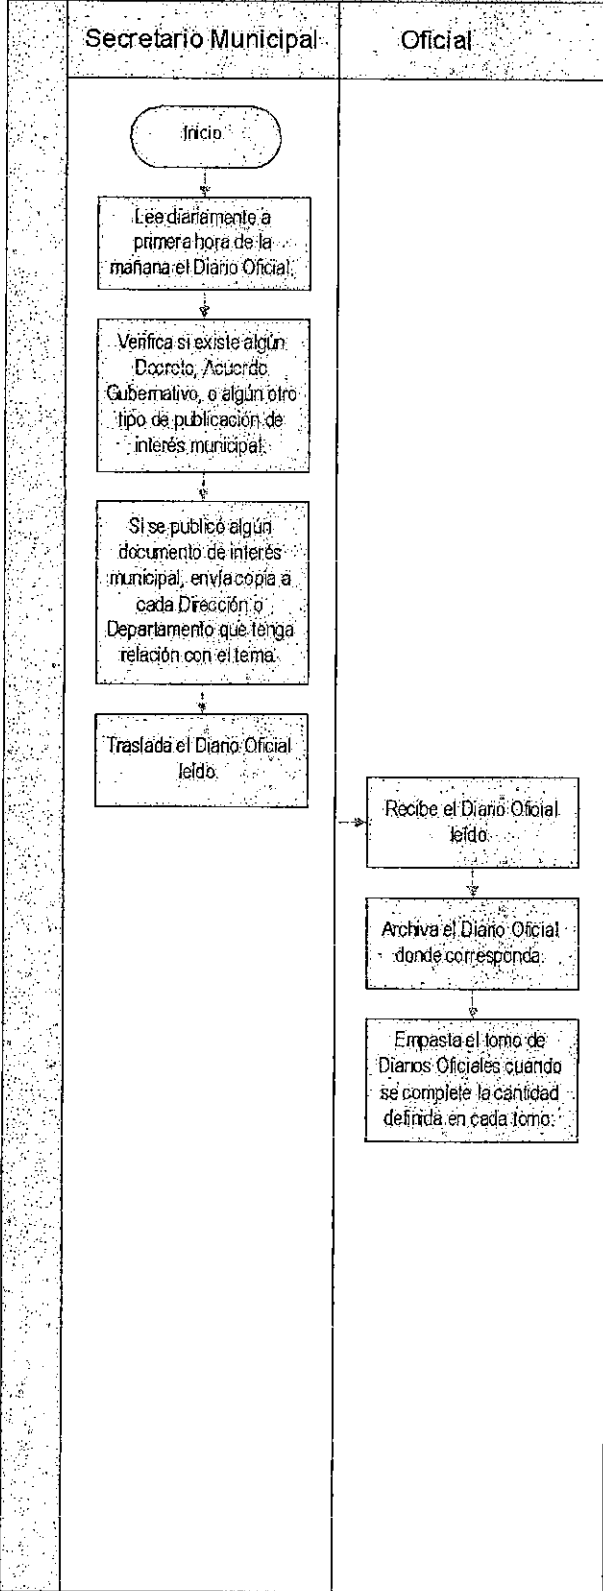 Secretario Municipal
Oficial
Inicio
Lee diariamente a
primera hora de la
mañana el Diario Oficial.
Verifica si existe algún
Decreto, Acuerdo
Gubernativo, o algún otro
tipo de publicación de
interés municipal.
Si se publicó algún
documento de interés
municipal, envía copia a
cada Dirección o
Departamento que tenga
relación con el tema.
Traslada el Diario Oficial
leído.
Recibe el Diario Oficial
leído.
Archiva el Diario Oficial
donde corresponda.
Empasta el tomo de
Diarios Oficiales cuando
se complete la cantidad
definida en cada tomo.